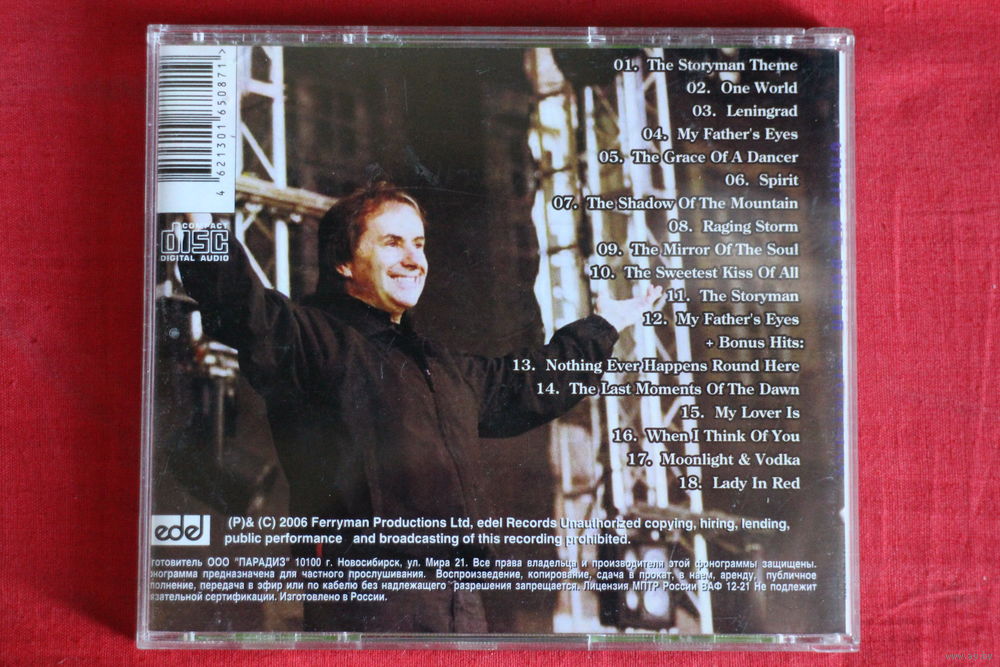 01. The Storyman Theme
02. One World
03. Leningrad
04. My Father's Eyes
05. The Grace Of A Dancer
06. Spirit
07. The Shadow Of The Mountain
08. Raging Storm
09. The Mirror Of The Soul
10. The Sweetest Kiss Of All
11. The Storyman
12. My Father's Eyes
+ Bonus Hits:
13. Nothing Ever Happens Round Here
14. The Last Moments Of The Dawn
15. My Lover Is
16. When I Think Of You
17. Moonlight & Vodka
18. Lady In Red
4 621301 650871 >
COMPACT
DISC
DIGITAL AUDIO
edel
(P)& (C) 2006 Ferryman Productions Ltd, edel Records Unauthorized copying, hiring, lending,
public performance and broadcasting of this recording prohibited.
готовитель ООО "ПАРАДИЗ" 10100 г. Новосибирск, ул. Мира 21. Все права владельца и производителя этой фонограммы защищены.
нограмма предназначена для частного прослушивания. Воспроизведение, копирование, сдача в прокат, в наем, аренду, публичное
полнение, передача в эфир или по кабелю без надлежащего разрешения запрещается. Лицензия МПТР России ВАФ 12-21 Не подлежит
язательной сертификации. Изготовлено в России.